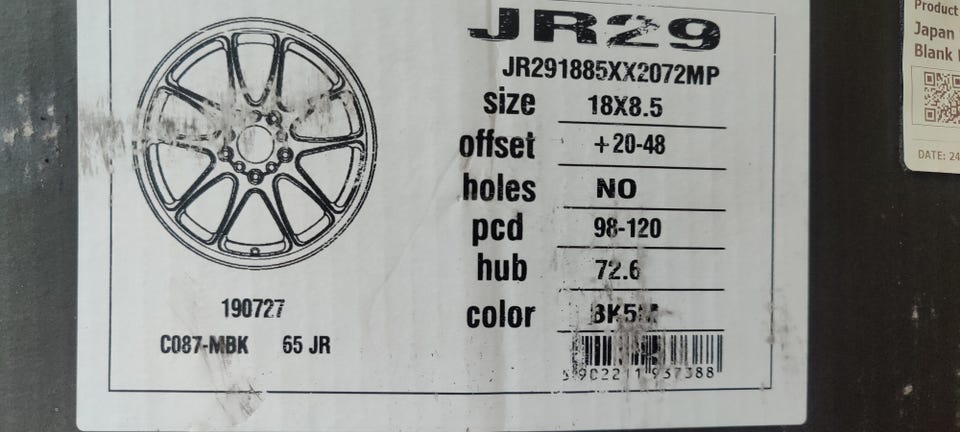 JR29
JR291885XX2072MP
size 18X8.5
offset +20-48
holes NO
pcd 98-120
hub 72.6
color
190727
C087-MBK 65 JR
Product
Japan
Blank
DATE: 24